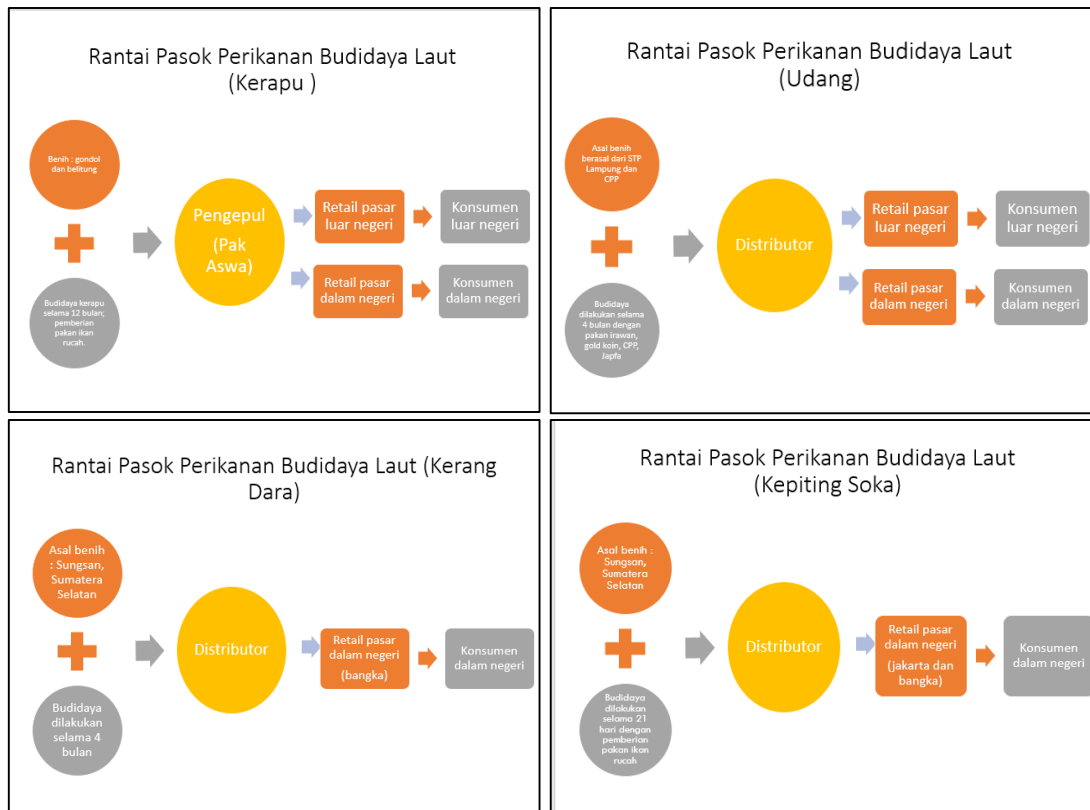 Rantai Pasok Perikanan Budidaya Laut
(Kerapu )
Benih : gondol
dan belitung
Budidaya kerapu
selama 12 bulan;
pemberian
pakan ikan
rucah.
Pengepul
(Pak
Aswa)
Retail pasar
luar negeri
Konsumen
luar negeri
Retail pasar
dalam negeri
Konsumen
dalam negeri
Rantai Pasok Perikanan Budidaya Laut
(Udang)
Asal benih
berasal dari STP
Lampung dan
CPP
Budidaya
dilakukan selama
4 bulan dengan
pakan irawan,
gold koin, CPP,
Japfa
Distributor
Retail pasar
luar negeri
Konsumen
luar negeri
Retail pasar
dalam negeri
Konsumen
dalam negeri
Rantai Pasok Perikanan Budidaya Laut (Kerang
Dara)
Asal benih
: Sungsan,
Sumatera
Selatan
Budidaya
dilakukan
selama 4
bulan
Distributor
Retail pasar
dalam negeri
(bangka)
Konsumen
dalam negeri
Rantai Pasok Perikanan Budidaya Laut
(Kepiting Soka)
Asal benih :
Sungsan,
Sumatera
Selatan
Budidaya
dilakukan
selama 21
hari dengan
pemberian
pakan ikan
rucah
Distributor
Retail pasar
dalam negeri
(jakarta dan
bangka)
Konsumen
dalam negeri